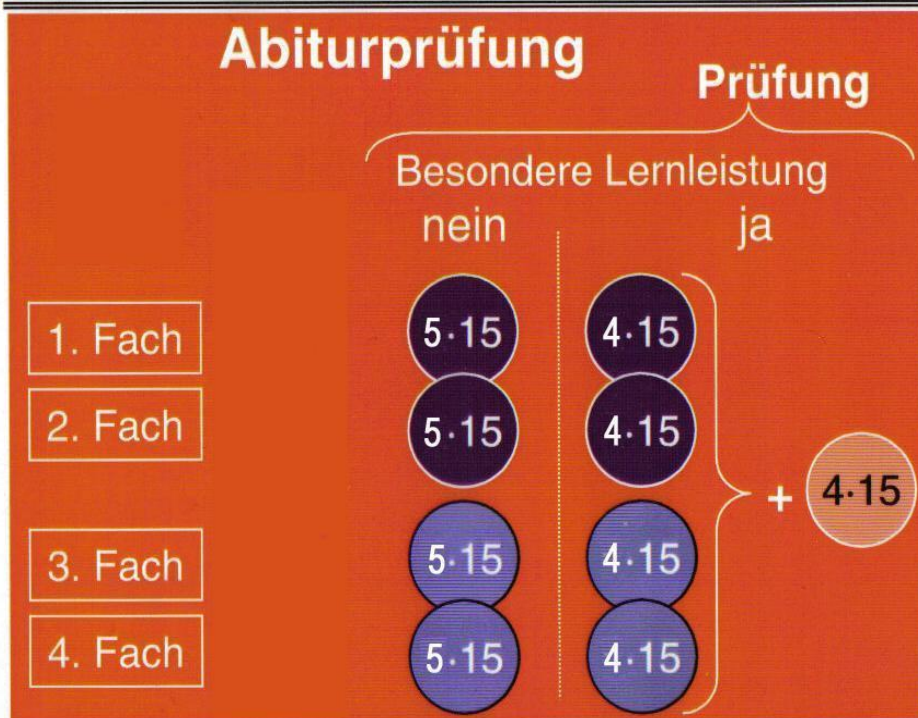 Abiturprüfung
Prüfung
Besondere Lernleistung
nein ja
1. Fach 5·15 4·15
2. Fach 5·15 4·15
+ 4·15
3. Fach 5·15 4·15
4. Fach 5·15 4·15